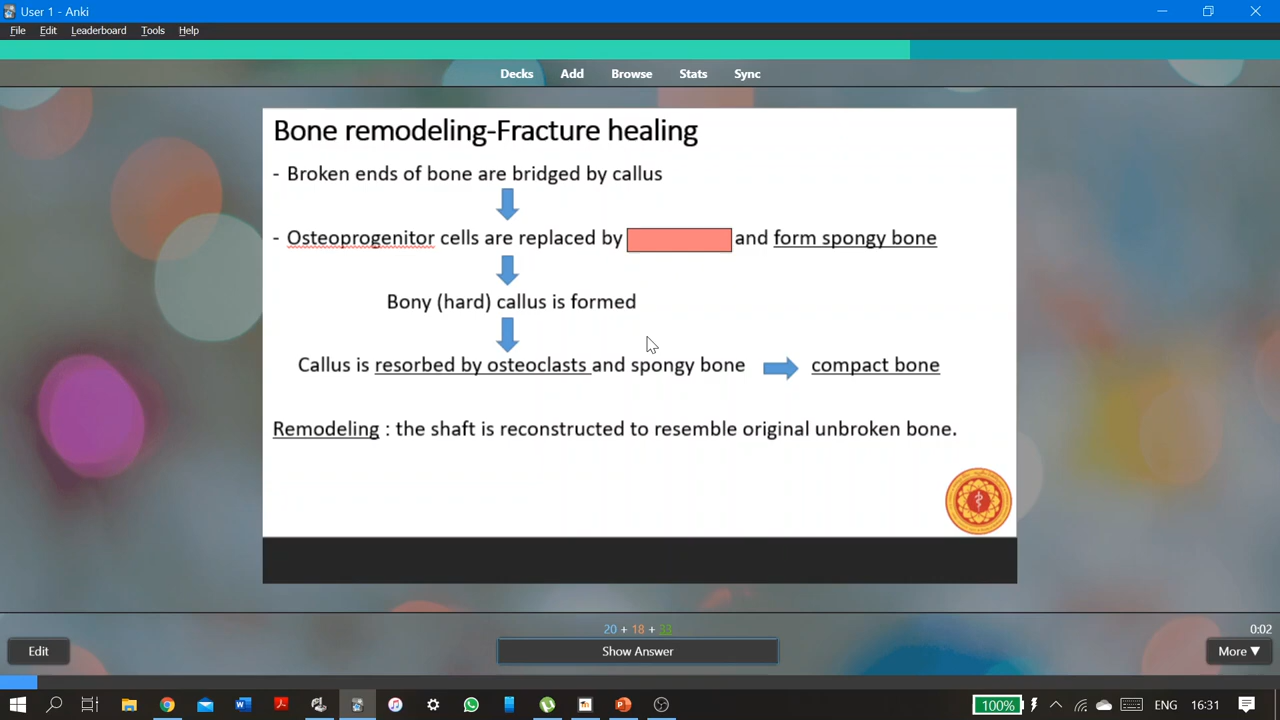 User 1 - Anki
File Edit Leaderboard Tools Help
Decks Add Browse Stats Sync
Bone remodeling-Fracture healing
- Broken ends of bone are bridged by callus
- Osteoprogenitor cells are replaced by and form spongy bone
Bony (hard) callus is formed
Callus is resorbed by osteoclasts and spongy bone compact bone
Remodeling : the shaft is reconstructed to resemble original unbroken bone.
20 + 18 + 33
0:02
Edit Show Answer More ▼
100% ENG 16:31